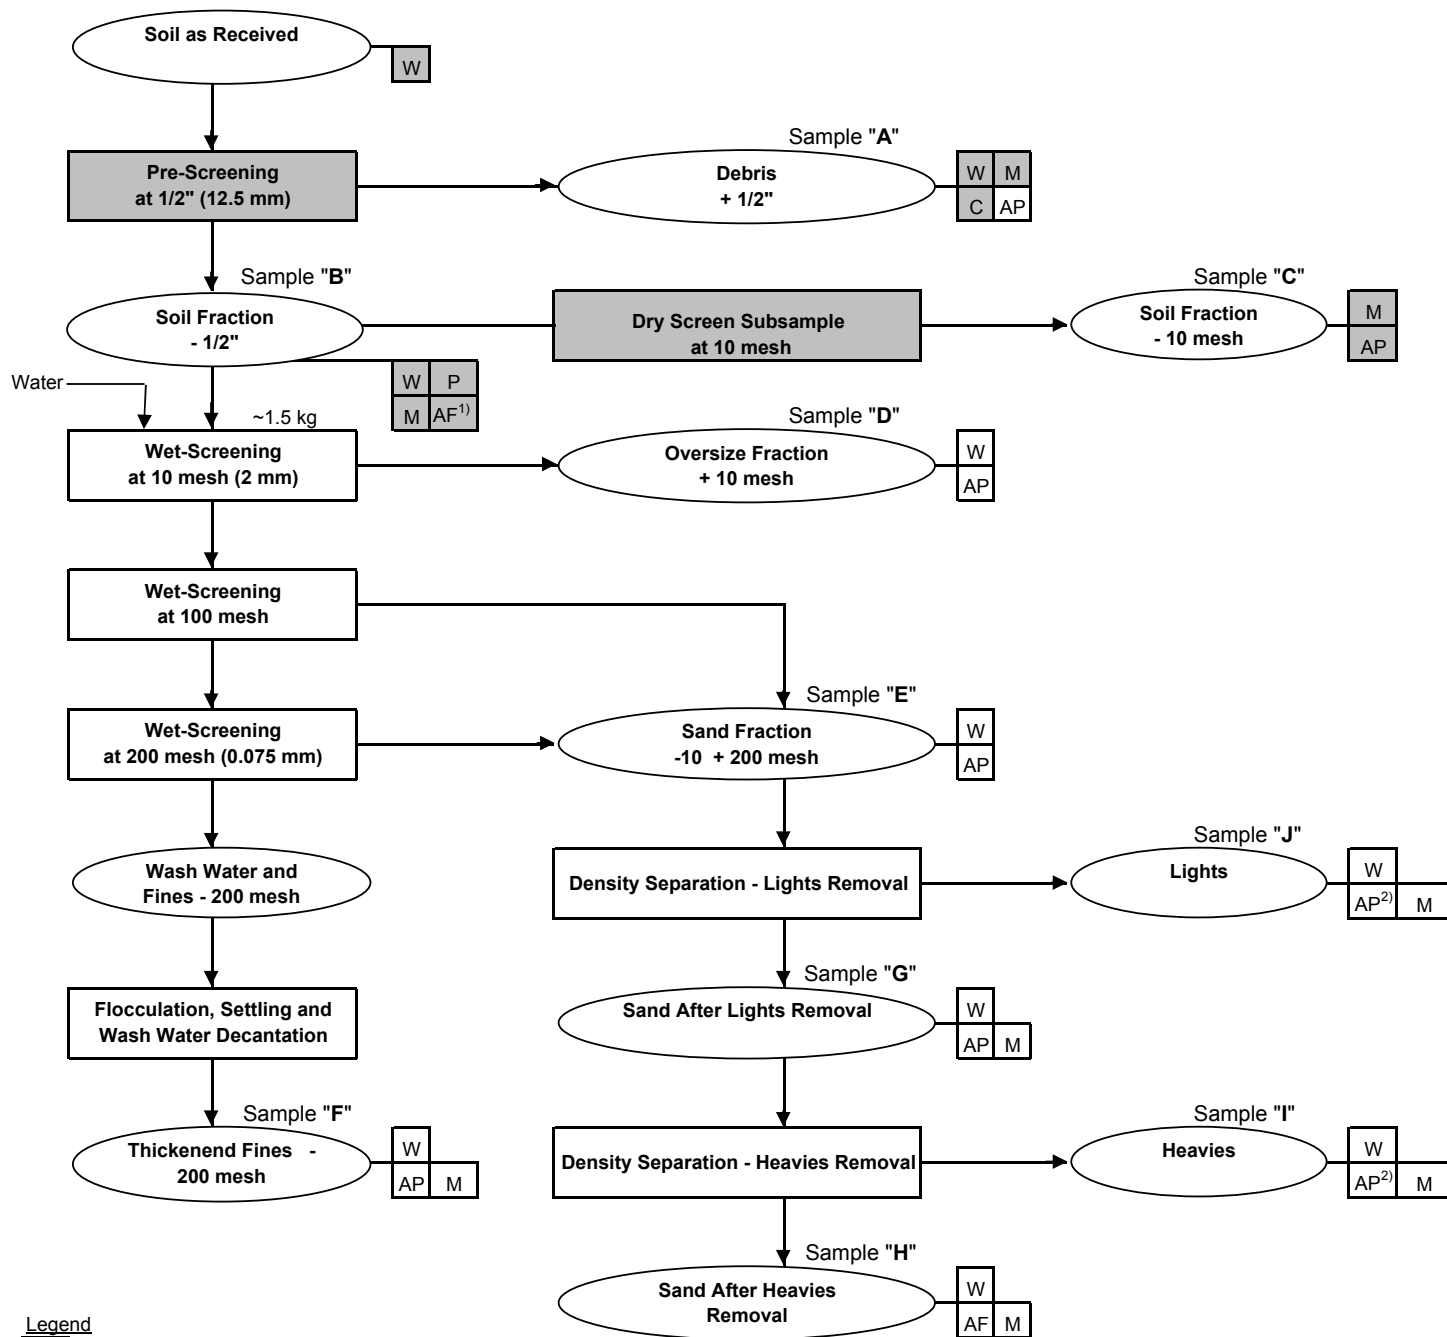 Soil as Received
W
Pre-Screening
at 1/2" (12.5 mm)
Sample "A"
Debris
+ 1/2"
W M
C AP
Sample "B"
Soil Fraction
- 1/2"
Dry Screen Subsample
at 10 mesh
Sample "C"
Soil Fraction
- 10 mesh
M
AP
W P
M AF1)
Water
~1.5 kg
Wet-Screening
at 10 mesh (2 mm)
Sample "D"
Oversize Fraction
+ 10 mesh
W
AP
Wet-Screening
at 100 mesh
Wet-Screening
at 200 mesh (0.075 mm)
Sample "E"
Sand Fraction
-10 + 200 mesh
W
AP
Wash Water and
Fines - 200 mesh
Density Separation - Lights Removal
Sample "J"
Lights
W
AP2) M
Flocculation, Settling and
Wash Water Decantation
Sample "G"
Sand After Lights Removal
W
AP M
Sample "F"
Thickenend Fines -
200 mesh
W
AP M
Density Separation - Heavies Removal
Sample "I"
Heavies
W
AP2) M
Sample "H"
Sand After Heavies
Removal
W
AF M
Legend